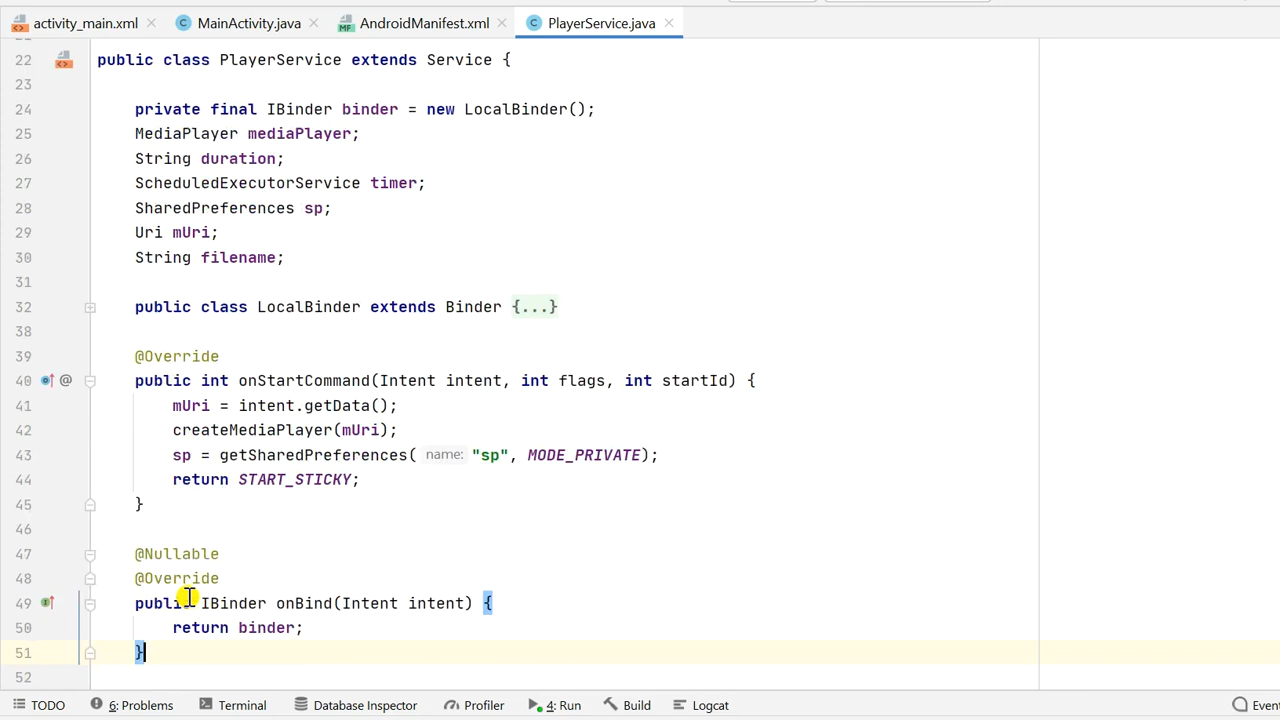 activity_main.xml MainActivity.java AndroidManifest.xml PlayerService.java
22 public class PlayerService extends Service {
23
24 private final IBinder binder = new LocalBinder();
25 MediaPlayer mediaPlayer;
26 String duration;
27 ScheduledExecutorService timer;
28 SharedPreferences sp;
29 Uri mUri;
30 String filename;
31
32 public class LocalBinder extends Binder {...}
38
39 @Override
40 @ public int onStartCommand(Intent intent, int flags, int startId) {
41 mUri = intent.getData();
42 createMediaPlayer(mUri);
43 sp = getSharedPreferences( name: "sp", MODE_PRIVATE);
44 return START_STICKY;
45 }
46
47 @Nullable
48 @Override
49 public IBinder onBind(Intent intent) {
50 return binder;
51 }
52
TODO 6: Problems Terminal Database Inspector Profiler 4: Run Build Logcat Even